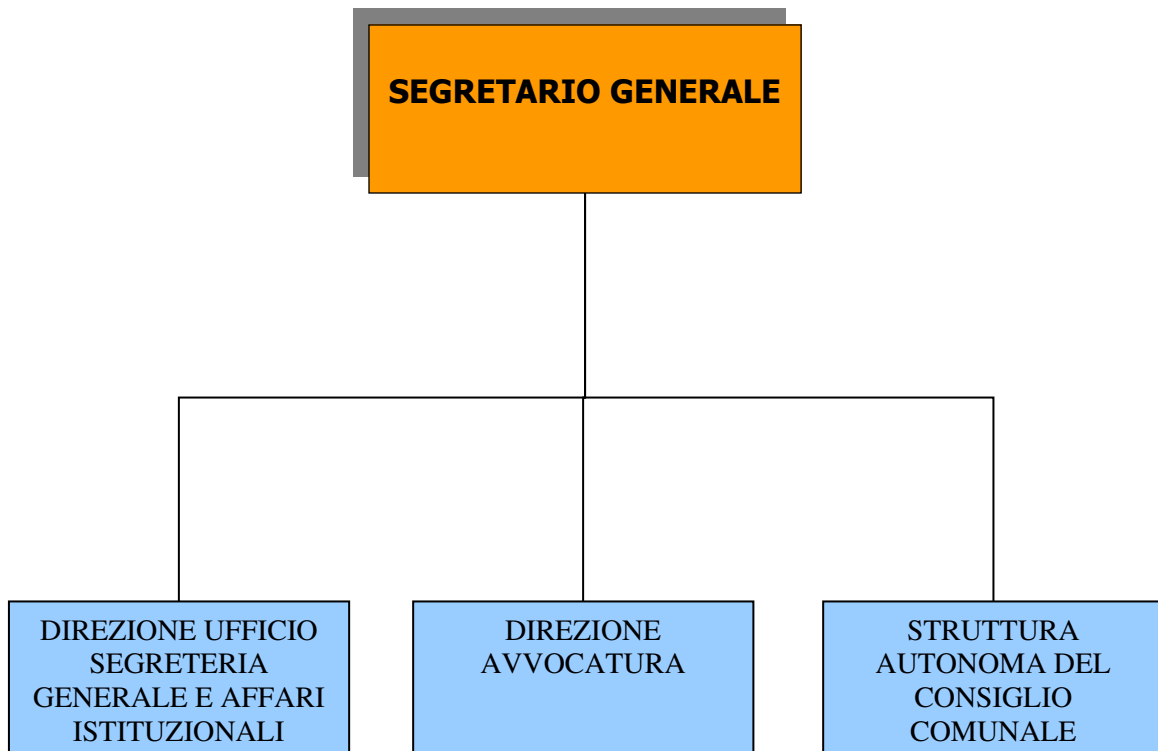 SEGRETARIO GENERALE
DIREZIONE UFFICIO
SEGRETERIA
GENERALE E AFFARI
ISTITUZIONALI
DIREZIONE
AVVOCATURA
STRUTTURA
AUTONOMA DEL
CONSIGLIO
COMUNALE